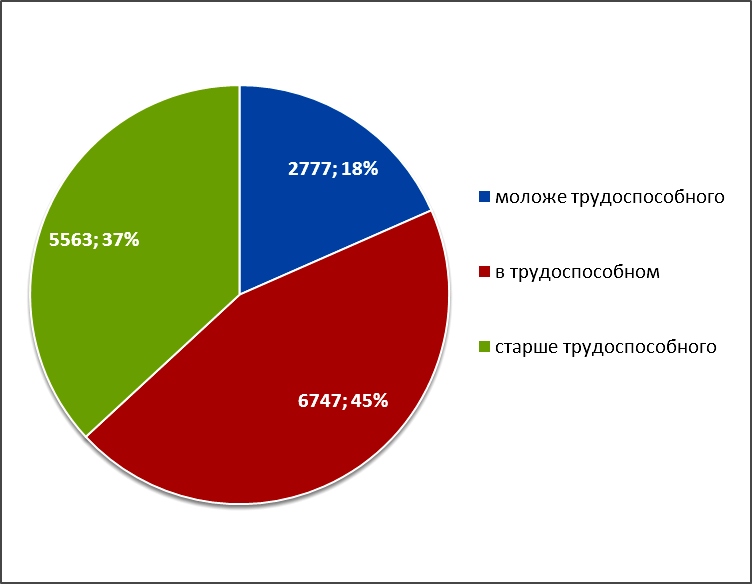 2777; 18%
5563; 37%
6747; 45%
моложе трудоспособного
в трудоспособном
старше трудоспособного